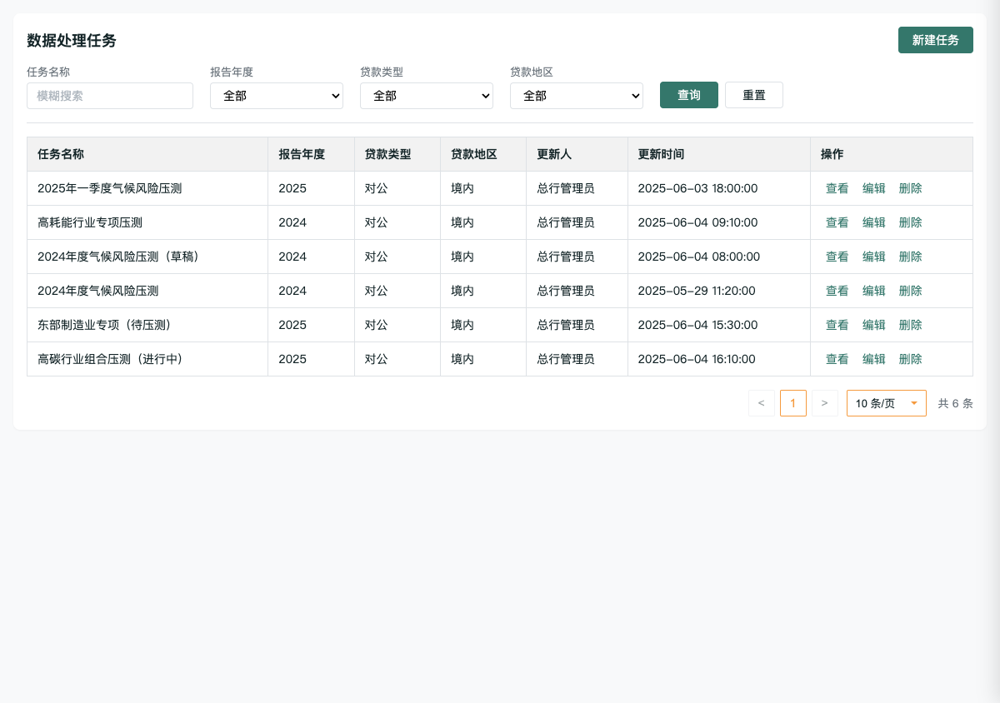 数据处理任务 新建任务
任务名称 报告年度 贷款类型 贷款地区
模糊搜索 全部 全部 全部 查询 重置
任务名称 报告年度 贷款类型 贷款地区 更新人 更新时间 操作
2025年一季度气候风险压测 2025 对公 境内 总行管理员 2025-06-03 18:00:00 查看 编辑 删除
高耗能行业专项压测 2024 对公 境内 总行管理员 2025-06-04 09:10:00 查看 编辑 删除
2024年度气候风险压测（草稿） 2024 对公 境内 总行管理员 2025-06-04 08:00:00 查看 编辑 删除
2024年度气候风险压测 2024 对公 境内 总行管理员 2025-05-29 11:20:00 查看 编辑 删除
东部制造业专项（待压测） 2025 对公 境内 总行管理员 2025-06-04 15:30:00 查看 编辑 删除
高碳行业组合压测（进行中） 2025 对公 境内 总行管理员 2025-06-04 16:10:00 查看 编辑 删除
< 1 > 10 条/页 共 6 条